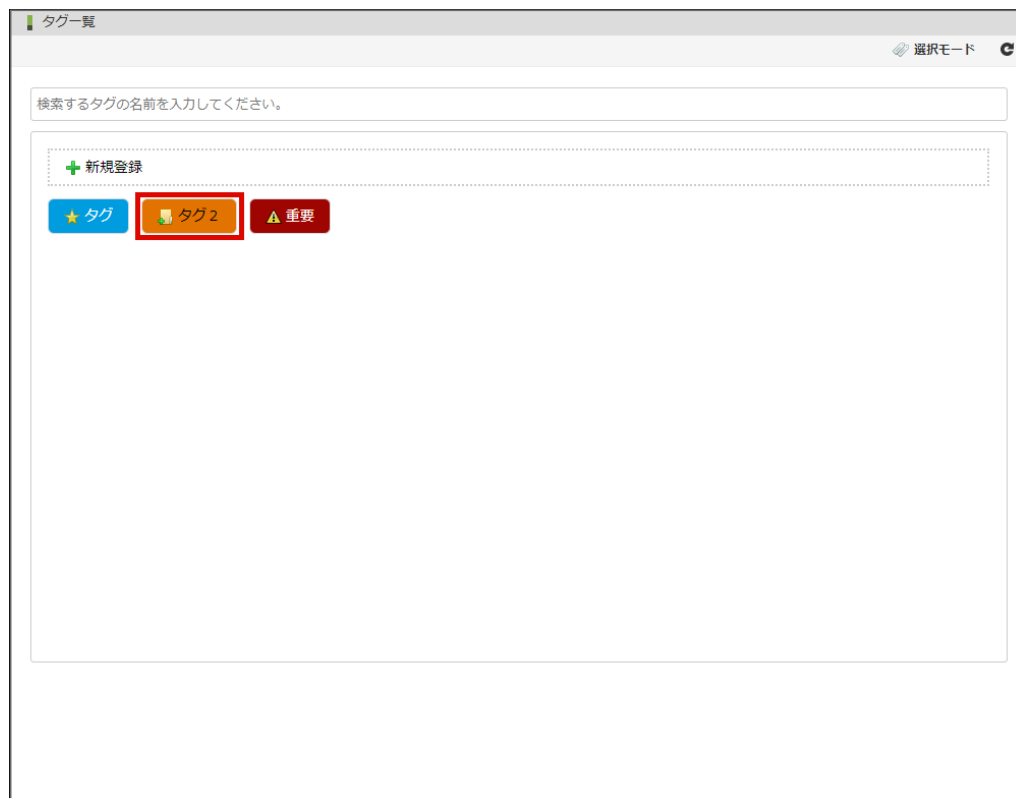 タグ一覧
選択モード
検索するタグの名前を入力してください。
新規登録
タグ タグ2 重要